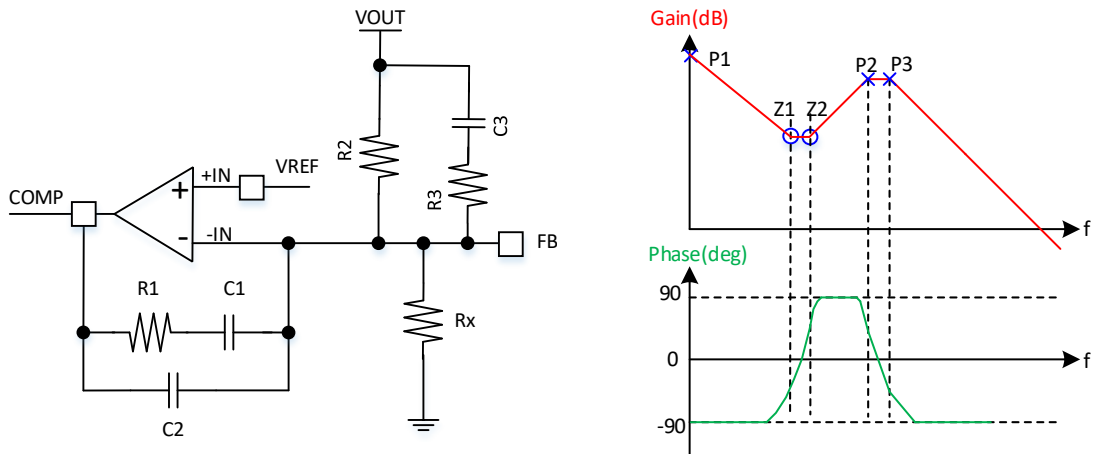 VOUT
C3
R2
R3
+IN
VREF
COMP
+
-
-IN
FB
R1
C1
Rx
C2
Gain(dB)
P1
P2
P3
Z1
Z2
f
Phase(deg)
90
0
f
-90